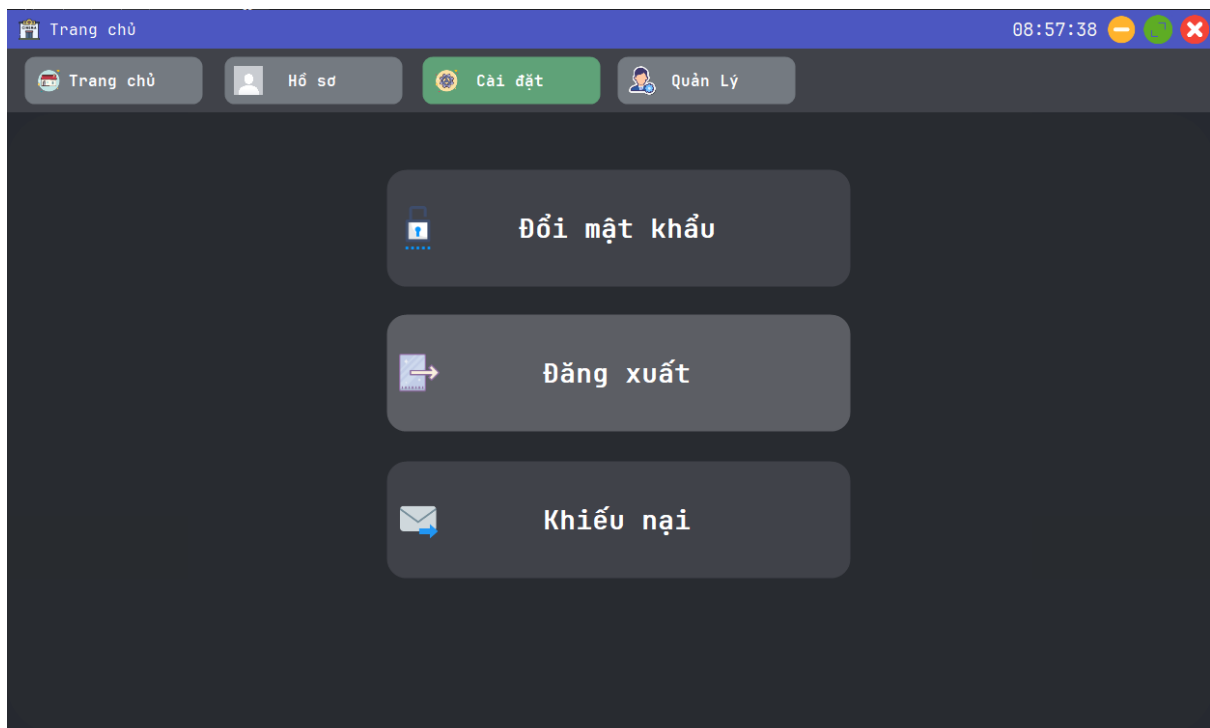 Trang chủ 08:57:38
Trang chủ Hồ sơ Cài đặt Quản Lý
Đổi mật khẩu
Đăng xuất
Khiếu nại